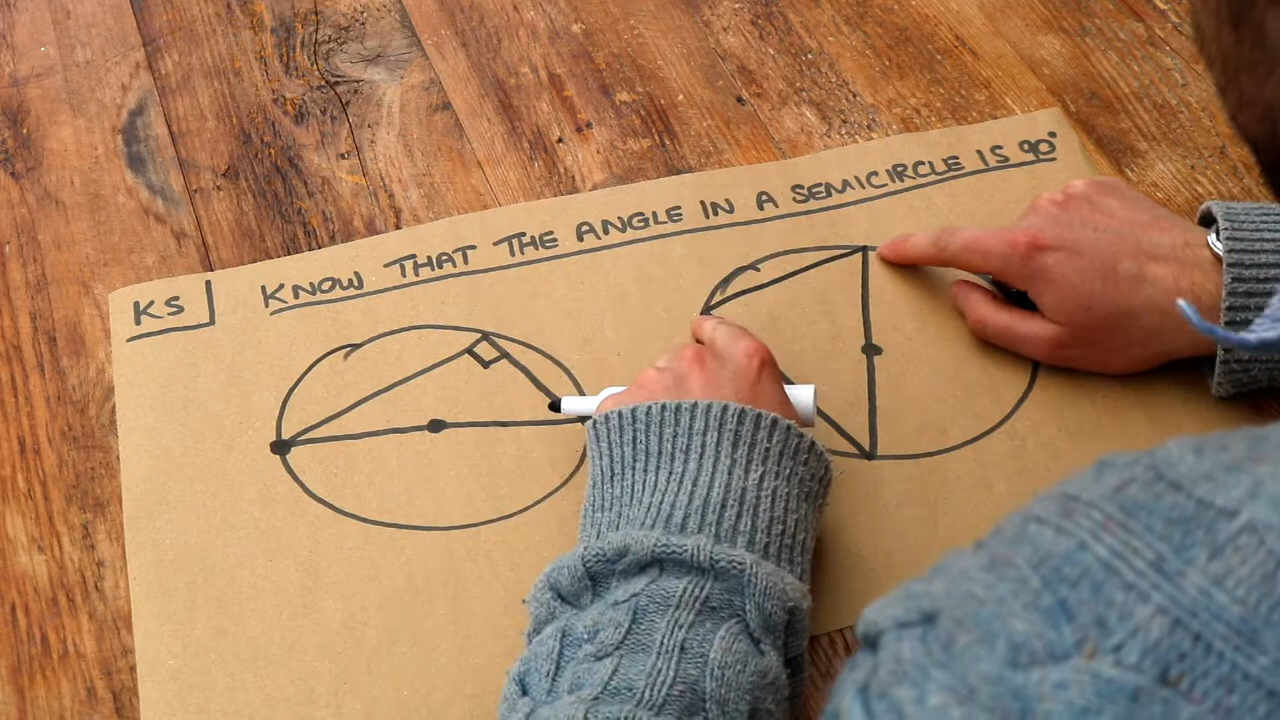 KS
KNOW THAT THE ANGLE IN A SEMICIRCLE IS 90°